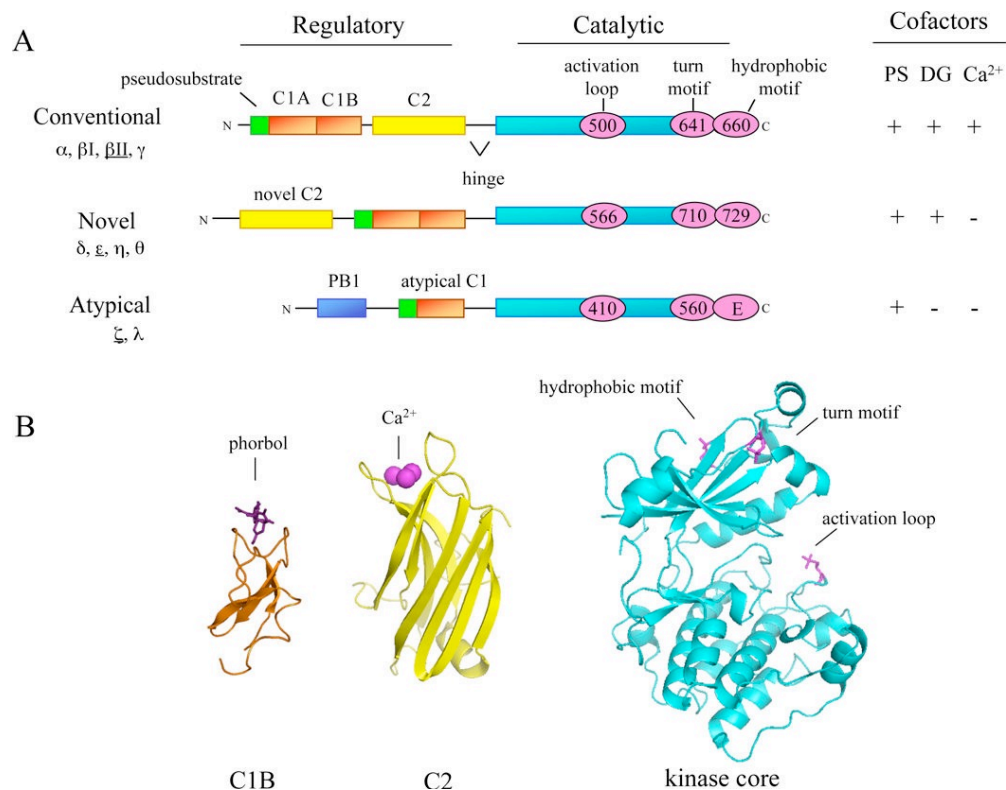 A
Regulatory
Catalytic
Cofactors
pseudosubstrate
C1A
C1B
C2
activation
loop
turn
motif
hydrophobic
motif
PS DG Ca²⁺
Conventional
α, βI, βII, γ
N
500
641
660
C
+ + +
hinge
novel C2
Novel
δ, ε, η, θ
N
566
710
729
C
+ + -
PB1
atypical C1
Atypical
ζ, λ
N
410
560
E
C
+ - -
B
phorbol
Ca²⁺
hydrophobic motif
turn motif
activation loop
C1B
C2
kinase core